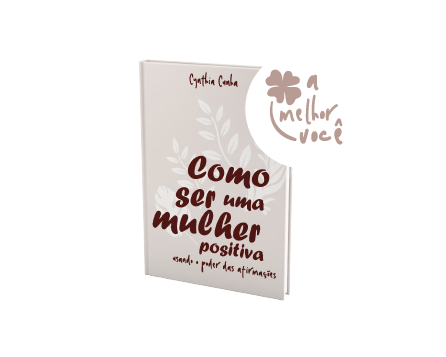 Cynthia Cunha
a
melhor
você
Como
ser uma
mulher
positiva
usando o poder das afirmações